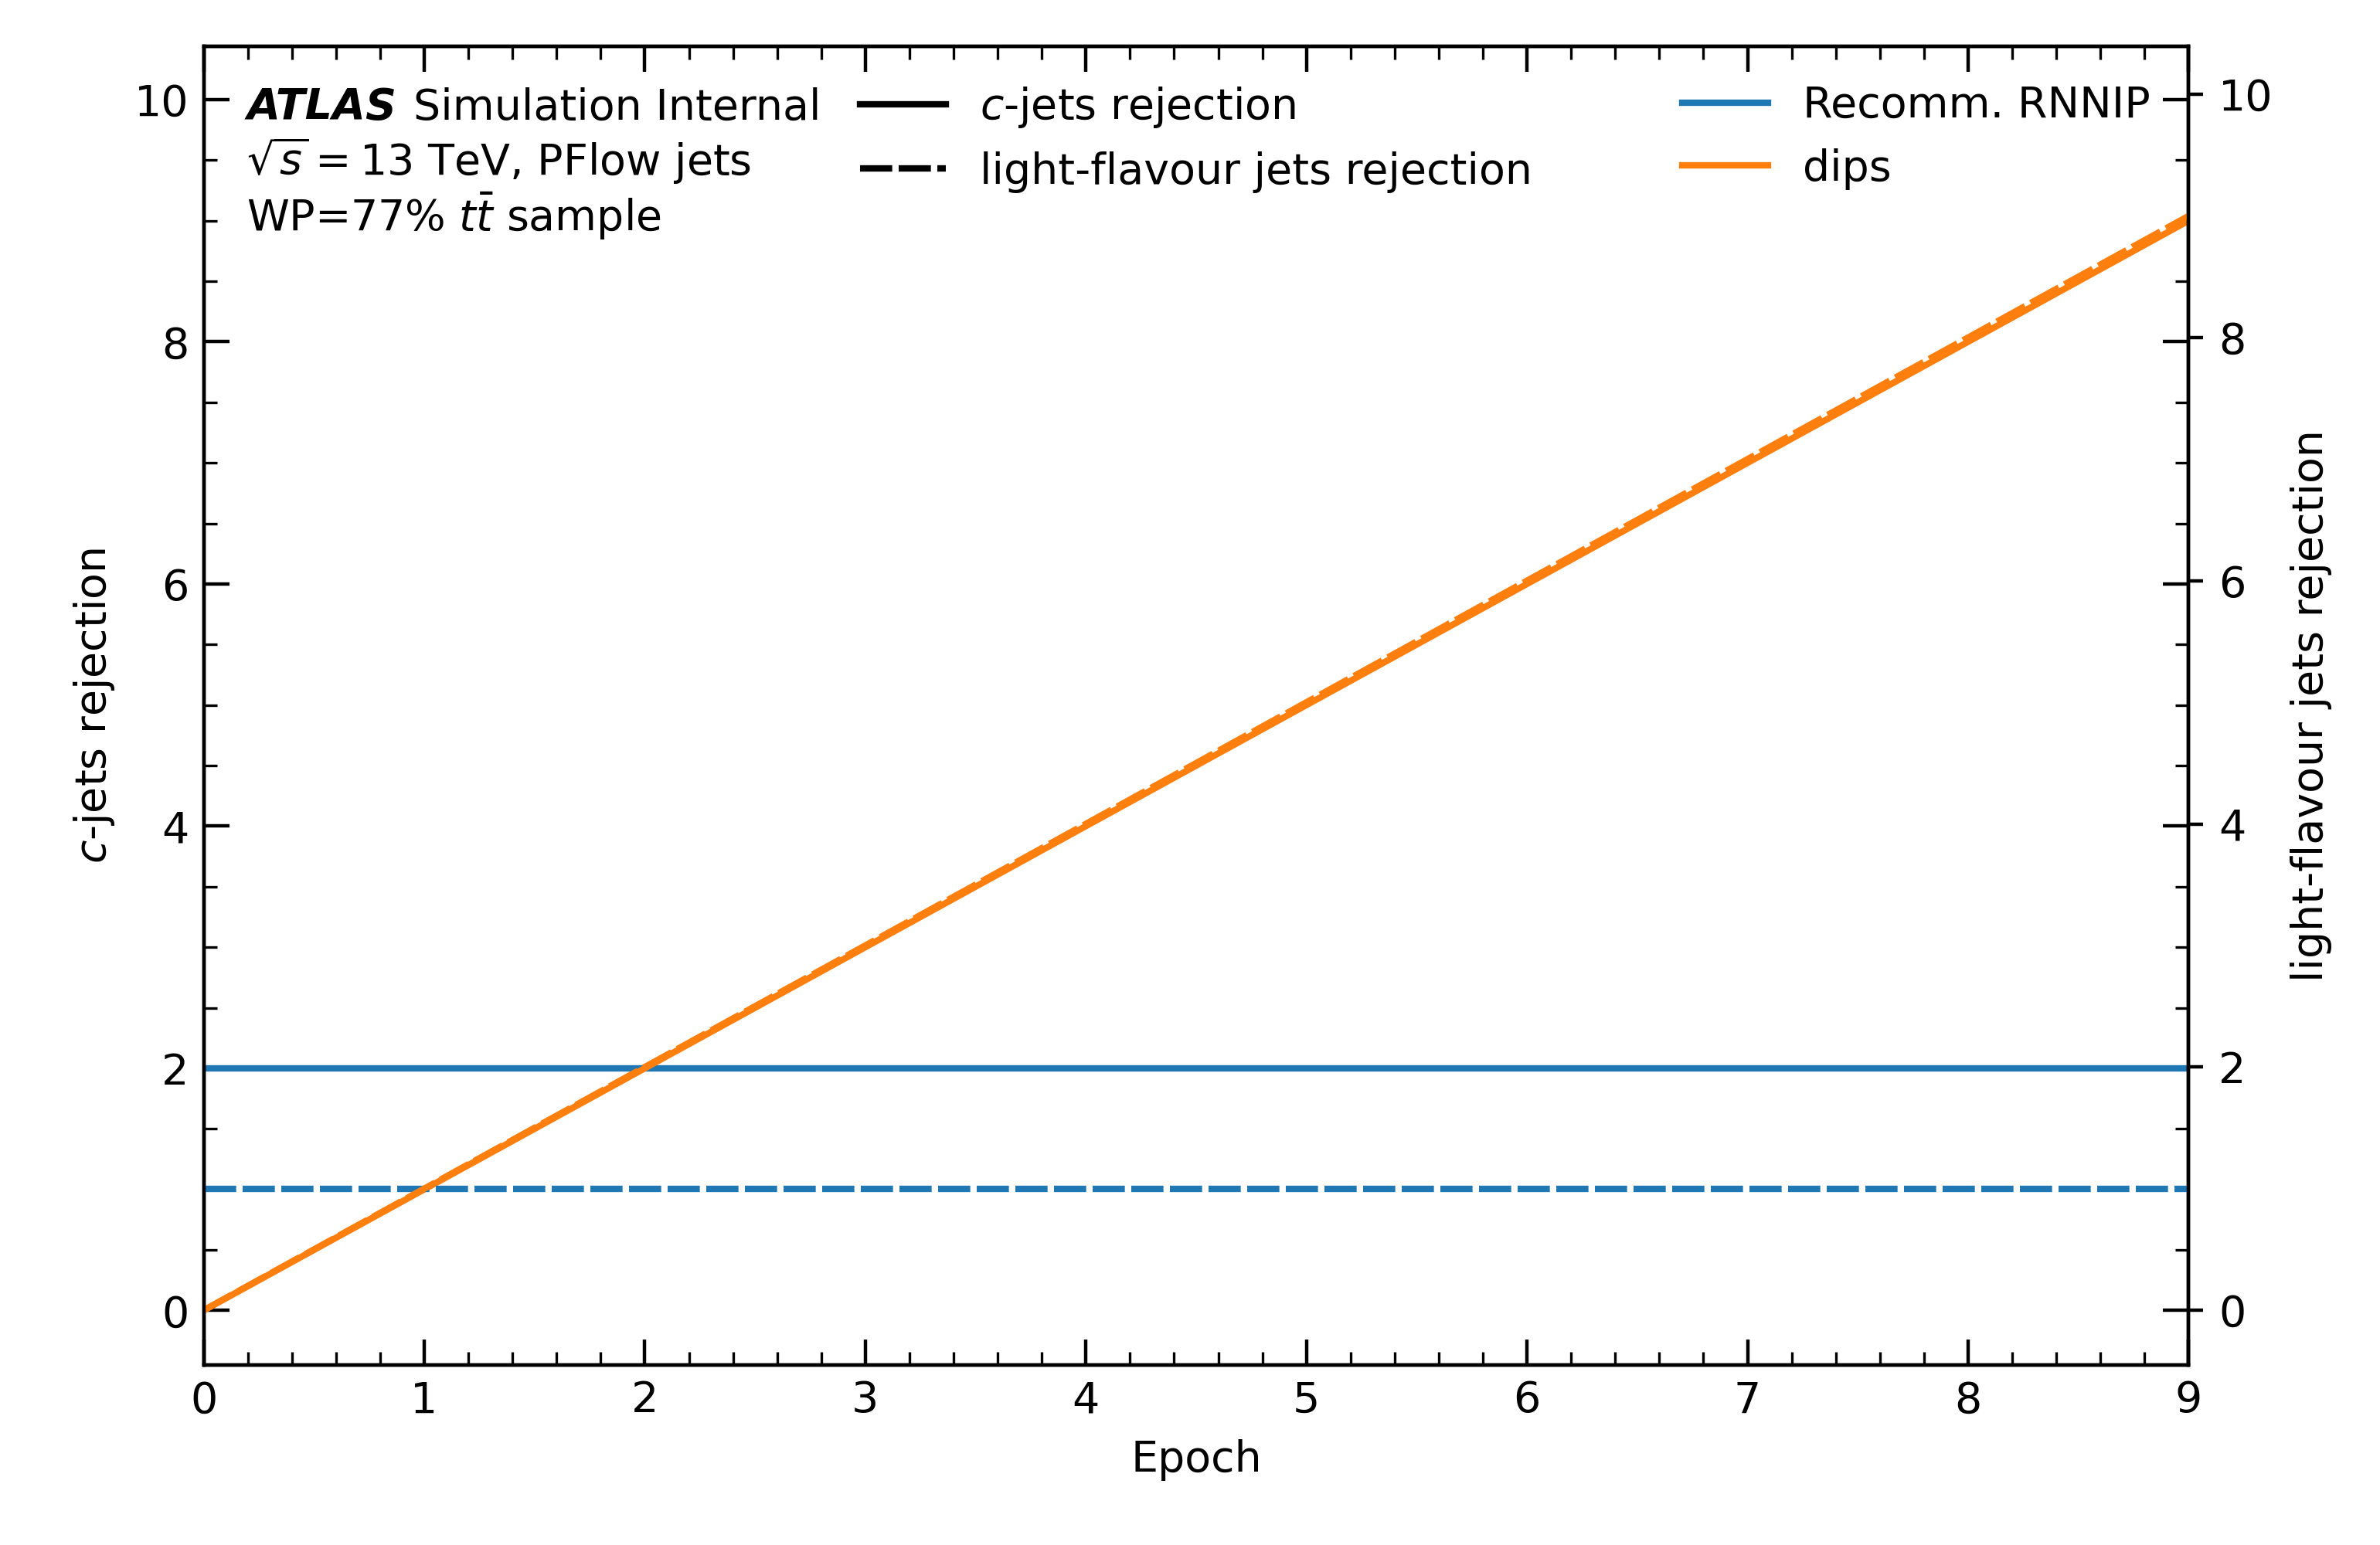 ATLAS Simulation Internal
√s = 13 TeV, PFlow jets
WP=77% tt̄ sample
c-jets rejection
light-flavour jets rejection
Recomm. RNNIP
dips
c-jets rejection
10
8
6
4
2
0
10
8
6
4
2
0
light-flavour jets rejection
0 1 2 3 4 5 6 7 8 9
Epoch